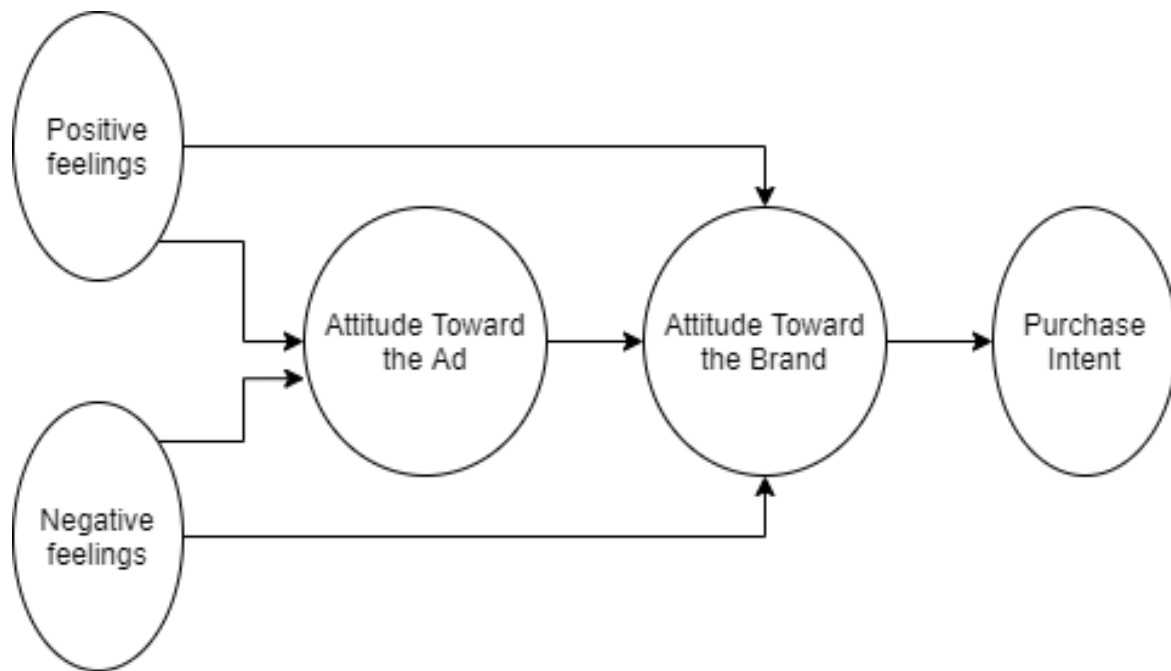 Positive
feelings
Attitude Toward
the Ad
Attitude Toward
the Brand
Purchase
Intent
Negative
feelings